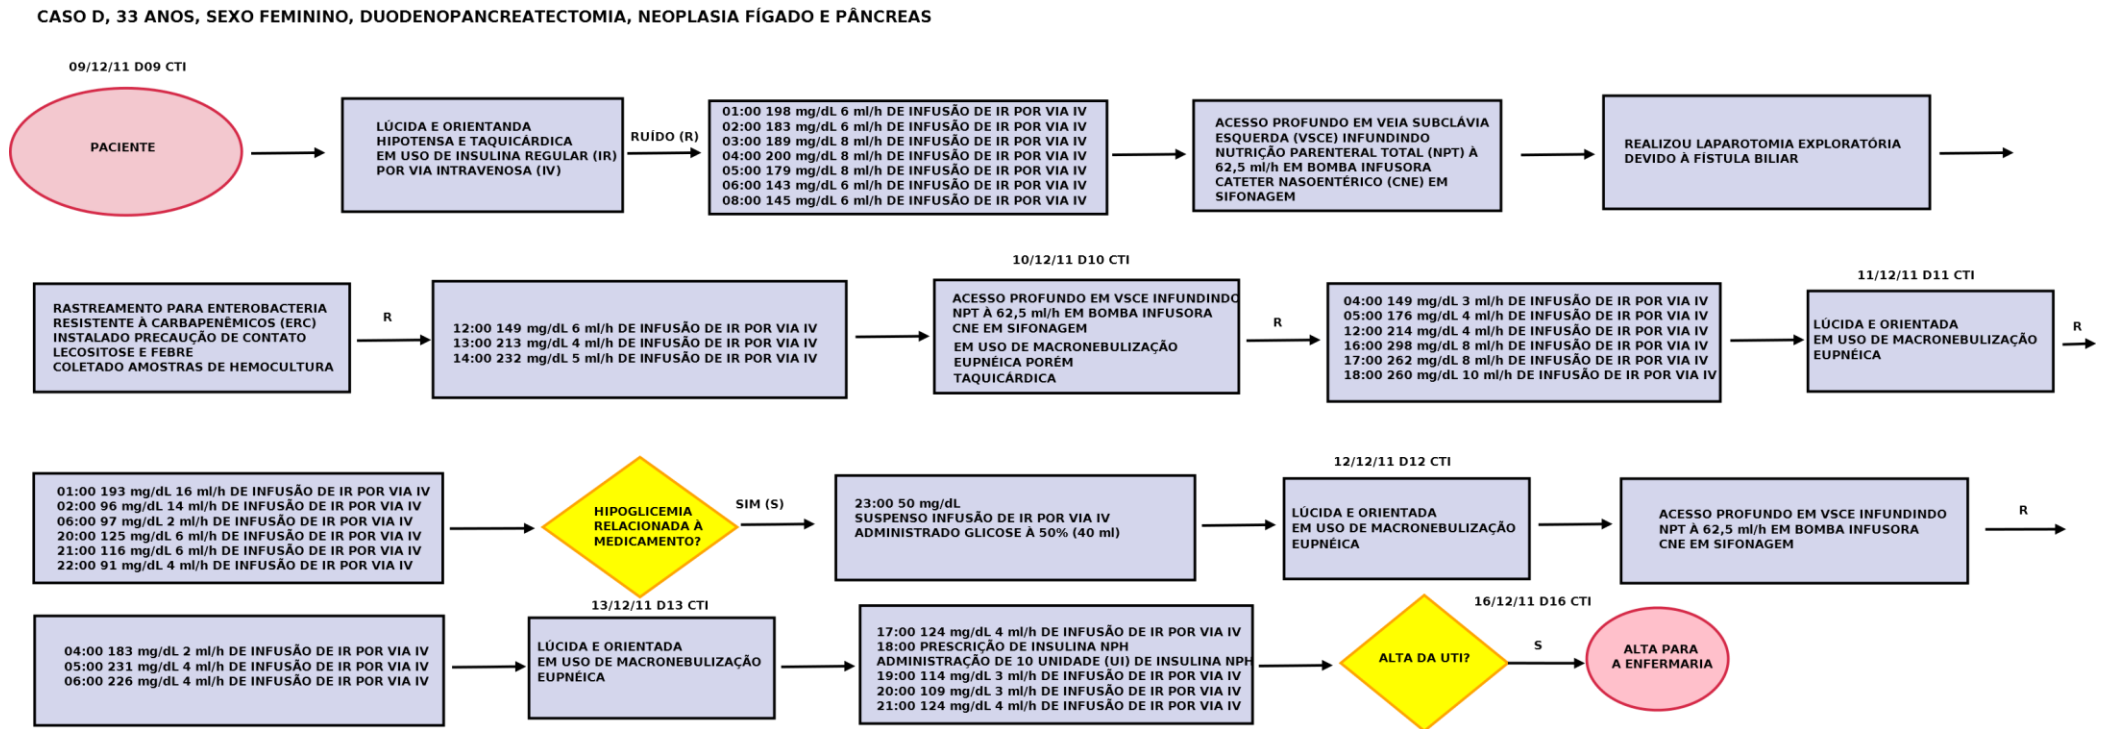 CASO D, 33 ANOS, SEXO FEMININO, DUODENOPANCREATECTOMIA, NEOPLASIA FÍGADO E PÂNCREAS
09/12/11 D09 CTI
PACIENTE
LÚCIDA E ORIENTANDA
HIPOTENSA E TAQUICÁRDICA
EM USO DE INSULINA REGULAR (IR)
POR VIA INTRAVENOSA (IV)
RUÍDO (R)
01:00 198 mg/dL 6 ml/h DE INFUSÃO DE IR POR VIA IV
02:00 183 mg/dL 6 ml/h DE INFUSÃO DE IR POR VIA IV
03:00 189 mg/dL 8 ml/h DE INFUSÃO DE IR POR VIA IV
04:00 200 mg/dL 8 ml/h DE INFUSÃO DE IR POR VIA IV
05:00 179 mg/dL 8 ml/h DE INFUSÃO DE IR POR VIA IV
06:00 143 mg/dL 6 ml/h DE INFUSÃO DE IR POR VIA IV
08:00 145 mg/dL 6 ml/h DE INFUSÃO DE IR POR VIA IV
ACESSO PROFUNDO EM VEIA SUBCLÁVIA
ESQUERDA (VSCE) INFUNDINDO
NUTRIÇÃO PARENTERAL TOTAL (NPT) À
62,5 ml/h EM BOMBA INFUSORA
CATETER NASOENTÉRICO (CNE) EM
SIFONAGEM
REALIZOU LAPAROTOMIA EXPLORATÓRIA
DEVIDO À FÍSTULA BILIAR
RASTREAMENTO PARA ENTEROBACTERIA
RESISTENTE À CARBAPENÊMICOS (ERC)
INSTALADO PRECAUÇÃO DE CONTATO
LECOSITOSE E FEBRE
COLETADO AMOSTRAS DE HEMOCULTURA
R
12:00 149 mg/dL 6 ml/h DE INFUSÃO DE IR POR VIA IV
13:00 213 mg/dL 4 ml/h DE INFUSÃO DE IR POR VIA IV
14:00 232 mg/dL 5 ml/h DE INFUSÃO DE IR POR VIA IV
10/12/11 D10 CTI
ACESSO PROFUNDO EM VSCE INFUNDINDO
NPT À 62,5 ml/h EM BOMBA INFUSORA
CNE EM SIFONAGEM
EM USO DE MACRONEBULIZAÇÃO
EUPNÉICA PORÉM
TAQUICÁRDICA
R
04:00 149 mg/dL 3 ml/h DE INFUSÃO DE IR POR VIA IV
05:00 176 mg/dL 4 ml/h DE INFUSÃO DE IR POR VIA IV
12:00 214 mg/dL 4 ml/h DE INFUSÃO DE IR POR VIA IV
16:00 298 mg/dL 8 ml/h DE INFUSÃO DE IR POR VIA IV
17:00 262 mg/dL 8 ml/h DE INFUSÃO DE IR POR VIA IV
18:00 260 mg/dL 10 ml/h DE INFUSÃO DE IR POR VIA IV
11/12/11 D11 CTI
LÚCIDA E ORIENTADA
EM USO DE MACRONEBULIZAÇÃO
EUPNÉICA
R
01:00 193 mg/dL 16 ml/h DE INFUSÃO DE IR POR VIA IV
02:00 96 mg/dL 14 ml/h DE INFUSÃO DE IR POR VIA IV
06:00 97 mg/dL 2 ml/h DE INFUSÃO DE IR POR VIA IV
20:00 125 mg/dL 6 ml/h DE INFUSÃO DE IR POR VIA IV
21:00 116 mg/dL 6 ml/h DE INFUSÃO DE IR POR VIA IV
22:00 91 mg/dL 4 ml/h DE INFUSÃO DE IR POR VIA IV
HIPOGLICEMIA
RELACIONADA À
MEDICAMENTO?
SIM (S)
23:00 50 mg/dL
SUSPENSO INFUSÃO DE IR POR VIA IV
ADMINISTRADO GLICOSE À 50% (40 ml)
12/12/11 D12 CTI
LÚCIDA E ORIENTADA
EM USO DE MACRONEBULIZAÇÃO
EUPNÉICA
ACESSO PROFUNDO EM VSCE INFUNDINDO
NPT À 62,5 ml/h EM BOMBA INFUSORA
CNE EM SIFONAGEM
R
04:00 183 mg/dL 2 ml/h DE INFUSÃO DE IR POR VIA IV
05:00 231 mg/dL 4 ml/h DE INFUSÃO DE IR POR VIA IV
06:00 226 mg/dL 4 ml/h DE INFUSÃO DE IR POR VIA IV
13/12/11 D13 CTI
LÚCIDA E ORIENTADA
EM USO DE MACRONEBULIZAÇÃO
EUPNÉICA
17:00 124 mg/dL 4 ml/h DE INFUSÃO DE IR POR VIA IV
18:00 PRESCRIÇÃO DE INSULINA NPH
ADMINISTRAÇÃO DE 10 UNIDADE (UI) DE INSULINA NPH
19:00 114 mg/dL 3 ml/h DE INFUSÃO DE IR POR VIA IV
20:00 109 mg/dL 3 ml/h DE INFUSÃO DE IR POR VIA IV
21:00 124 mg/dL 4 ml/h DE INFUSÃO DE IR POR VIA IV
ALTA DA UTI?
16/12/11 D16 CTI
S
ALTA PARA
A ENFERMARIA